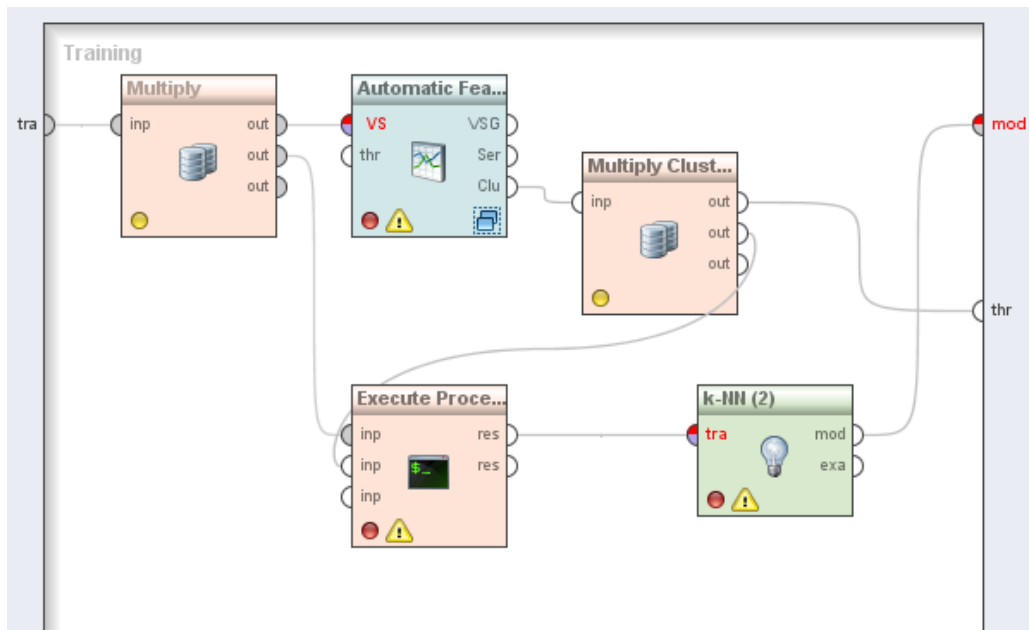 Training
tra
Multiply
inp
out
out
out
Automatic Fea...
VS
thr
VSG
Ser
Clu
Multiply Clust...
inp
out
out
out
mod
thr
Execute Proce...
inp
inp
inp
res
res
$_
k-NN (2)
tra
mod
exa